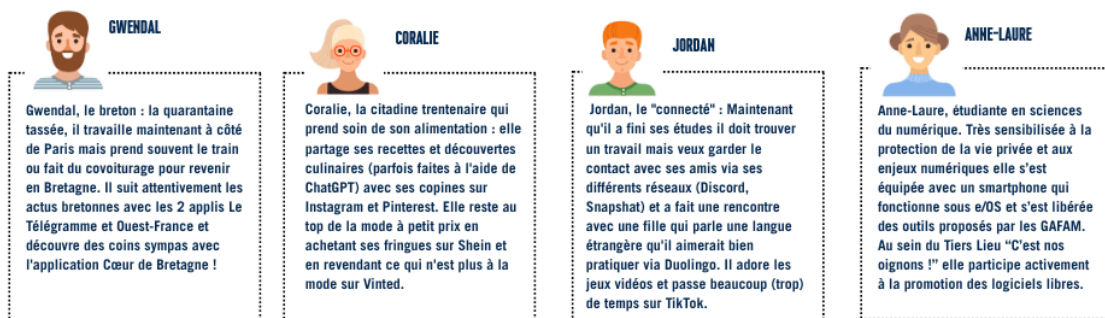 GWENDAL
Gwendal, le breton : la quarantaine
tassée, il travaille maintenant à côté
de Paris mais prend souvent le train
ou fait du covoiturage pour revenir
en Bretagne. Il suit attentivement les
actus bretonnes avec les 2 applis Le
Télégramme et Ouest-France et
découvre des coins sympas avec
l'application Cœur de Bretagne !
CORALIE
Coralie, la citadine trentenaire qui
prend soin de son alimentation : elle
partage ses recettes et découvertes
culinaires (parfois faites à l'aide de
ChatGPT) avec ses copines sur
Instagram et Pinterest. Elle reste au
top de la mode à petit prix en
achetant ses fringues sur Shein et
en revendant ce qui n'est plus à la
mode sur Vinted.
JORDAN
Jordan, le "connecté" : Maintenant
qu'il a fini ses études il doit trouver
un travail mais veux garder le
contact avec ses amis via ses
différents réseaux (Discord,
Snapshat) et a fait une rencontre
avec une fille qui parle une langue
étrangère qu'il aimerait bien
pratiquer via Duolingo. Il adore les
jeux vidéos et passe beaucoup (trop)
de temps sur TikTok.
ANNE-LAURE
Anne-Laure, étudiante en sciences
du numérique. Très sensibilisée à la
protection de la vie privée et aux
enjeux numériques elle s'est
équipée avec un smartphone qui
fonctionne sous e/OS et s'est libérée
des outils proposés par les GAFAM.
Au sein du Tiers Lieu “C'est nos
oignons !” elle participe activement
à la promotion des logiciels libres.